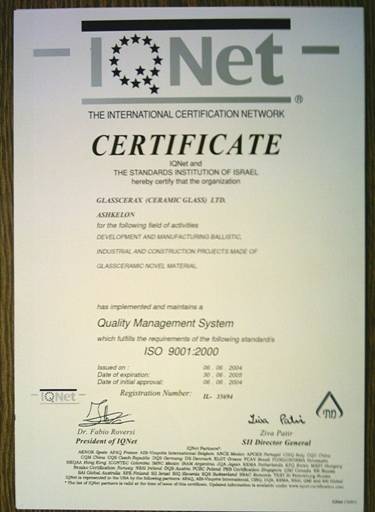 IQNet
®
THE INTERNATIONAL CERTIFICATION NETWORK
CERTIFICATE
IQNet and
THE STANDARDS INSTITUTION OF ISRAEL
hereby certify that the organization
GLASSCERAX (CERAMIC GLASS) LTD.
ASHKELON
for the following field of activities
DEVELOPMENT AND MANUFACTURING BALLISTIC,
INDUSTRIAL AND CONSTRUCTION PROJECTS MADE OF
GLASSCERAMIC NOVEL MATERIAL
has implemented and maintains a
Quality Management System
which fulfills the requirements of the following standard/s
ISO 9001:2000
Issued on : 06. 06. 2004
Date of expiration: 30. 06. 2005
Date of initial approval: 06. 06. 2004
Registration Number: IL- 35694
IQNet
Dr. Fabio Roversi
President of IQNet
Ziva Patir
Ziva Patir
SII Director General
IQNet Partners*: